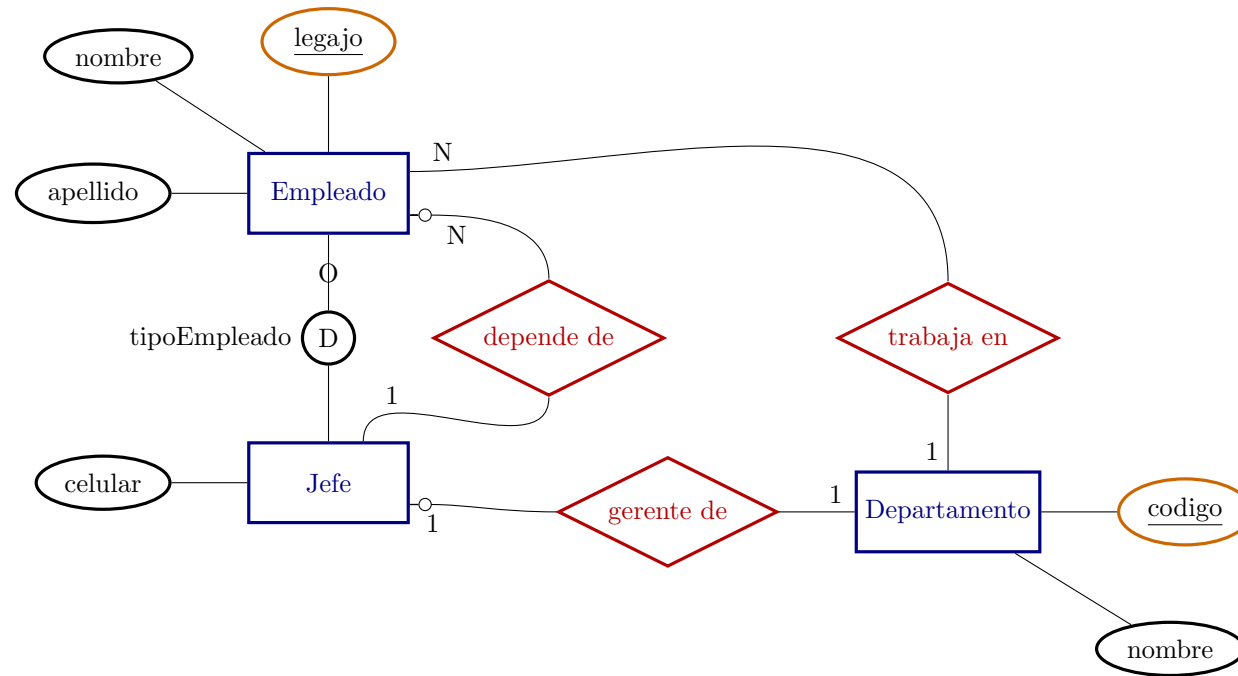 legajo
nombre
N
apellido
Empleado
N
O
tipoEmpleado
D
depende de
trabaja en
1
1
celular
Jefe
1
1
gerente de
Departamento
codigo
nombre